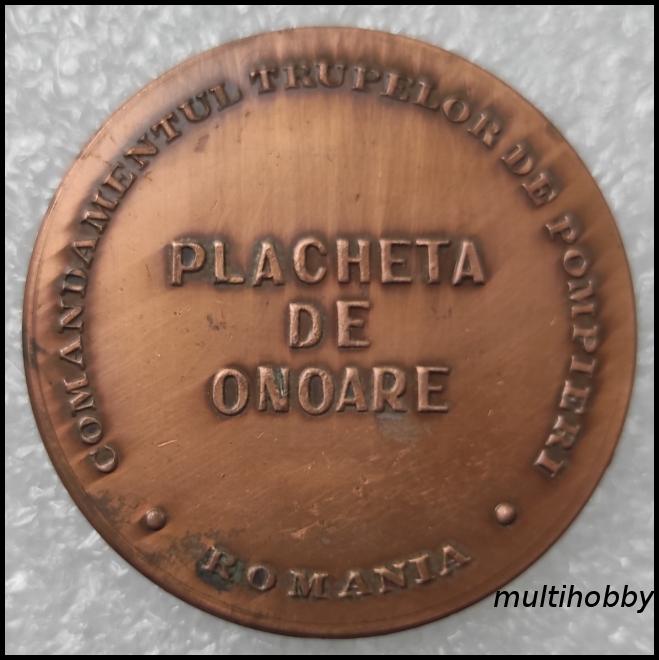 COMANDAMENTUL TRUPELOR DE POMPIERI
PLACHETA
DE
ONOARE
ROMANIA
multihobby